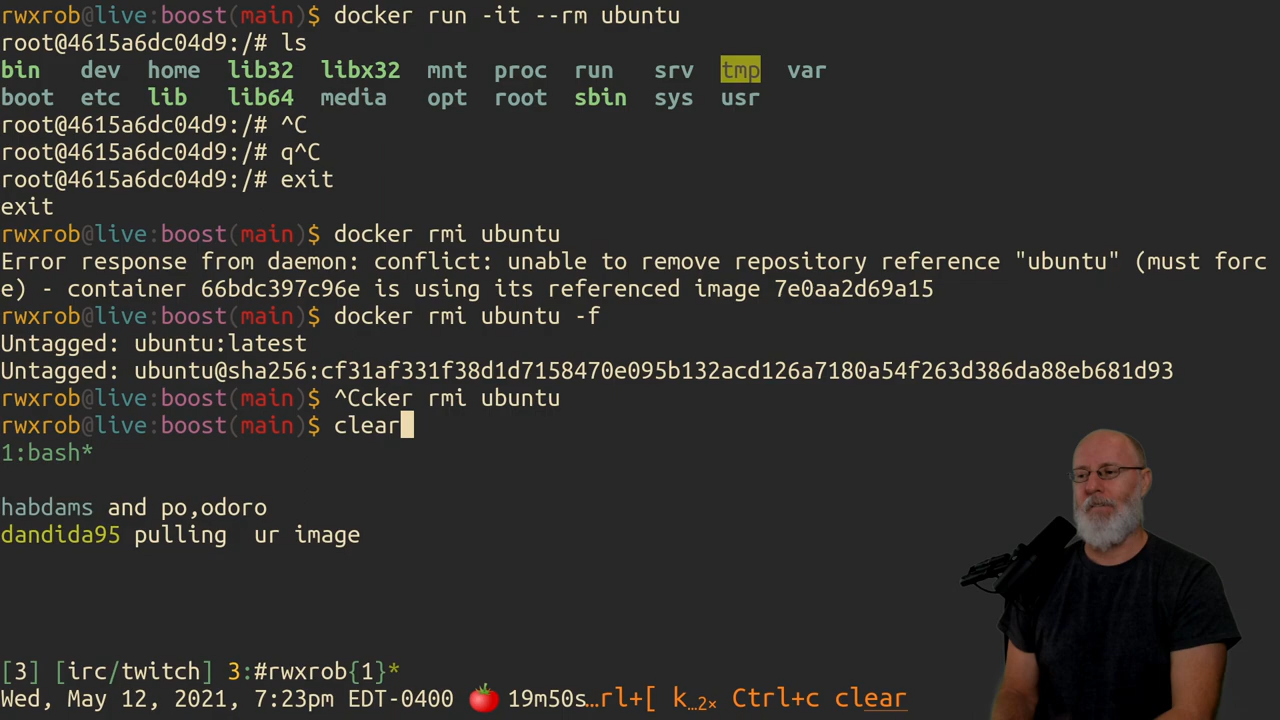 rwxrob@live:boost(main)$ docker run -it --rm ubuntu
root@4615a6dc04d9:/# ls
bin dev home lib32 libx32 mnt proc run srv tmp var
boot etc lib lib64 media opt root sbin sys usr
root@4615a6dc04d9:/# ^C
root@4615a6dc04d9:/# q^C
root@4615a6dc04d9:/# exit
exit
rwxrob@live:boost(main)$ docker rmi ubuntu
Error response from daemon: conflict: unable to remove repository reference "ubuntu" (must forc
e) - container 66bdc397c96e is using its referenced image 7e0aa2d69a15
rwxrob@live:boost(main)$ docker rmi ubuntu -f
Untagged: ubuntu:latest
Untagged: ubuntu@sha256:cf31af331f38d1d7158470e095b132acd126a7180a54f263d386da88eb681d93
rwxrob@live:boost(main)$ ^Ccker rmi ubuntu
rwxrob@live:boost(main)$ clear
1:bash*
habdams and po,odoro
dandida95 pulling ur image
[3] [irc/twitch] 3:#rwxrob{1}*
Wed, May 12, 2021, 7:23pm EDT-0400 🍅 19m50s…rl+[ k…2× Ctrl+c clear